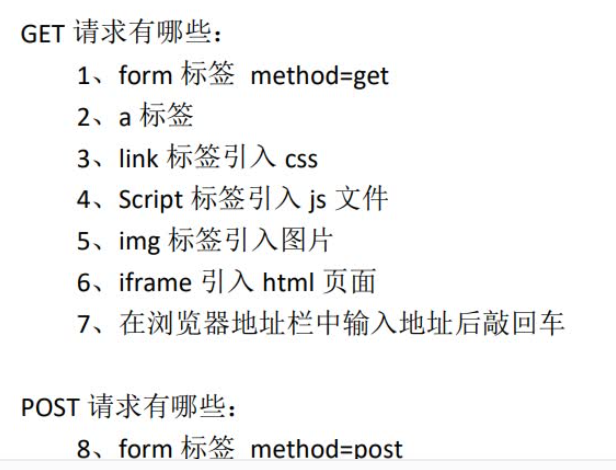 GET 请求有哪些：
1、form 标签 method=get
2、a 标签
3、link 标签引入 css
4、Script 标签引入 js 文件
5、img 标签引入图片
6、iframe 引入 html 页面
7、在浏览器地址栏中输入地址后敲回车
POST 请求有哪些：
8、form 标签 method=post